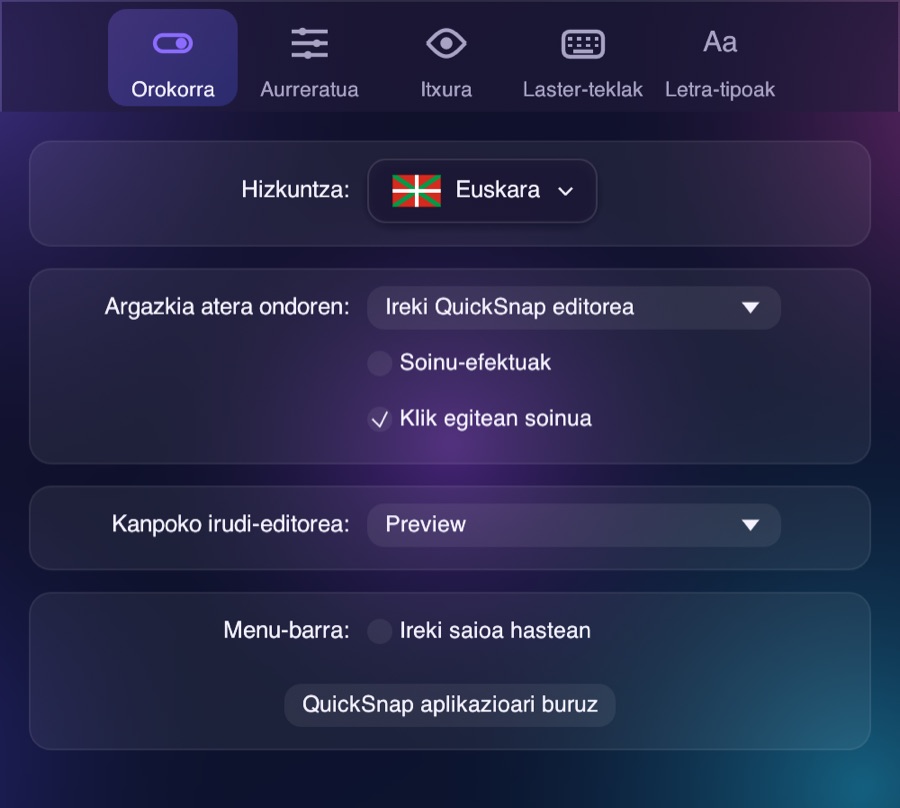 Orokorra
Aurreratua
Itxura
Laster-teklak
Aa
Letra-tipoak
Hizkuntza: Euskara
Argazkia atera ondoren: Ireki QuickSnap editorea
Soinu-efektuak
Klik egitean soinua
Kanpoko irudi-editorea: Preview
Menu-barra: Ireki saioa hastean
QuickSnap aplikazioari buruz